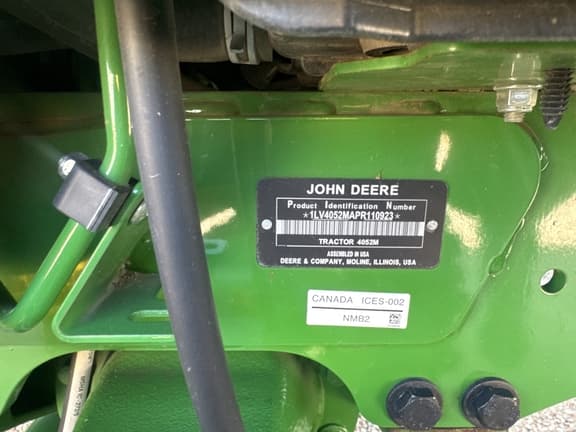 JOHN DEERE
Product Identification Number
*1LV4052MAPR110923*
TRACTOR 4052M
ASSEMBLED IN USA
DEERE & COMPANY, MOLINE, ILLINOIS, USA
CANADA ICES-002
NMB2